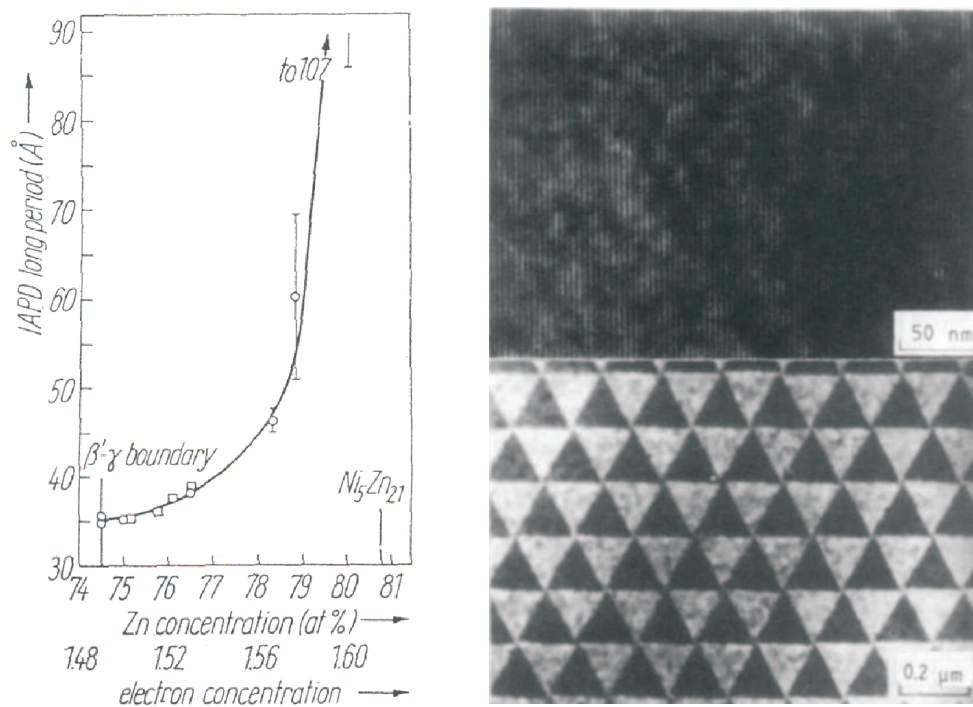 90
80
70
60
50
40
30
IAPD long period (Å)
to 107
β'-γ boundary
Ni5Zn21
74 75 76 77 78 79 80 81
Zn concentration (at %)
1.48 1.52 1.56 1.60
electron concentration
50 nm
0.2 μm